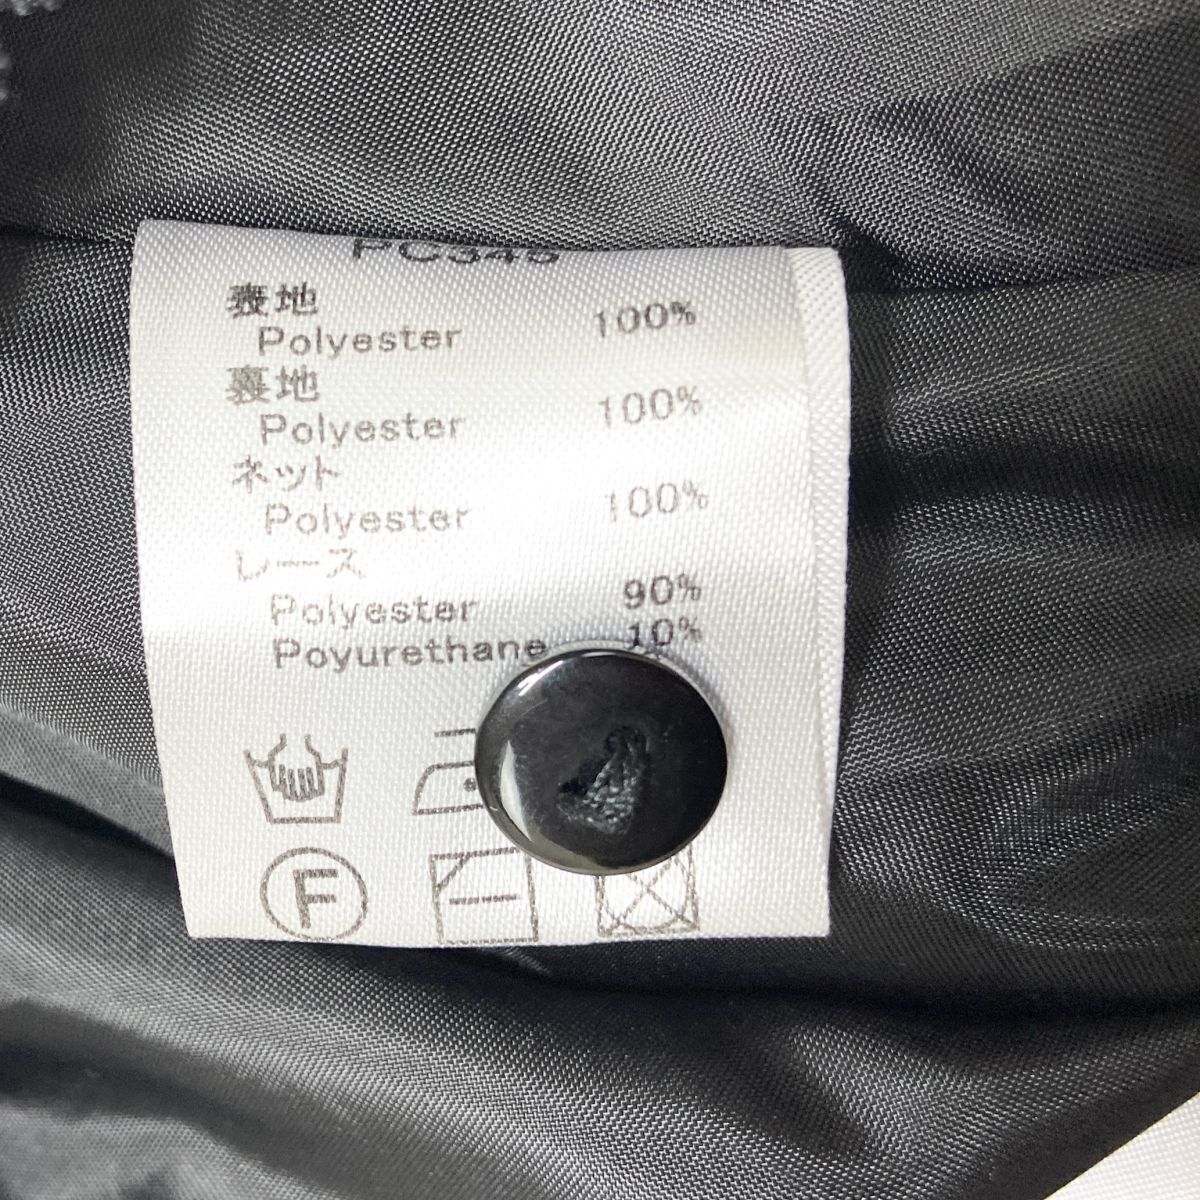 PC345
表地
Polyester 100%
裏地
Polyester 100%
ネット
Polyester 100%
レース
Polyester 90%
Poyurethane 10%
F